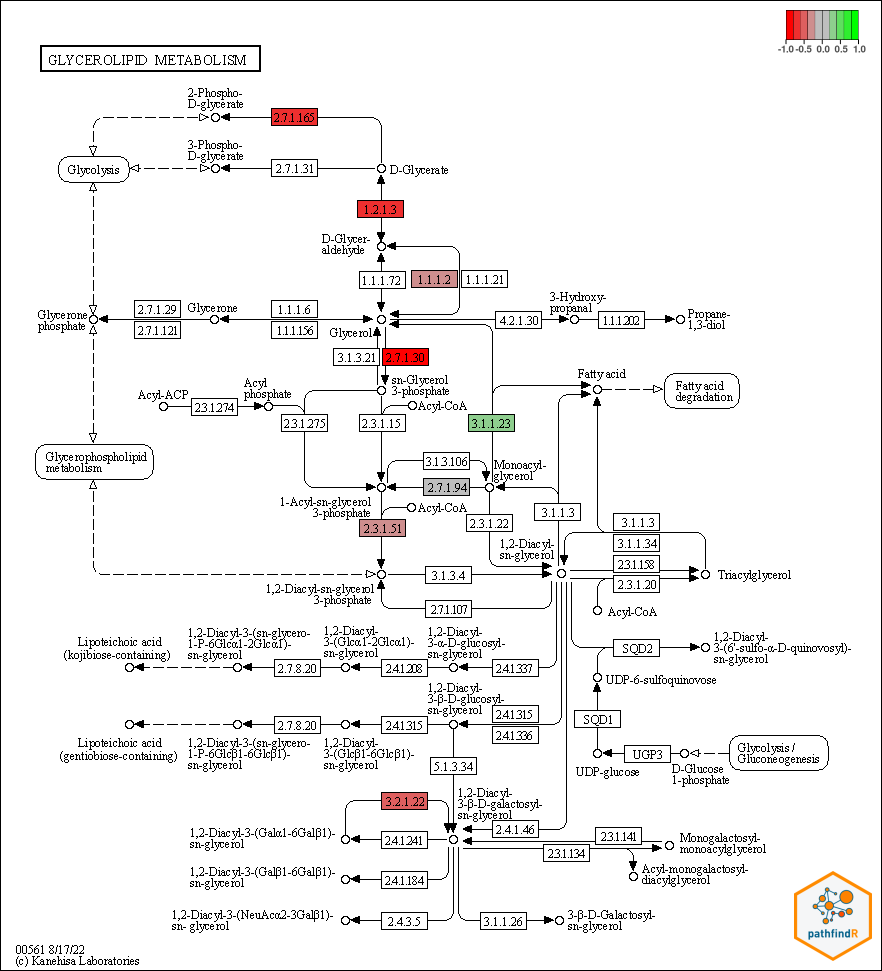 -1.0 -0.5 0.0 0.5 1.0
GLYCEROLIPID METABOLISM
2-Phospho-
D-glycerate
2.7.1.165
3-Phospho-
D-glycerate
Glycolysis
2.7.1.31
D-Glycerate
1.2.1.3
D-Glycer-
aldehyde
1.1.1.72
1.1.1.2
1.1.1.21
3-Hydroxy-
propanal
Glycerone
phosphate
2.7.1.29
2.7.1.121
Glycerone
1.1.1.6
1.1.1.156
Glycerol
4.2.1.30
1.1.1202
Propane-
1,3-diol
3.1.3.21
2.7.1.30
Acyl-ACP
2.3.1.274
Acyl
phosphate
sn-Glycerol
3-phosphate
Acyl-CoA
2.3.1.275
2.3.1.15
3.1.1.23
Fatty acid
Fatty acid
degradation
Glycerophospholipid
metabolism
3.1.3.106
Monoacyl-
glycerol
2.7.1.94
1-Acyl-sn-glycerol
3-phosphate
Acyl-CoA
2.3.1.51
2.3.1.22
3.1.1.3
3.1.1.3
3.1.1.34
1,2-Diacyl-
sn-glycerol
2.3.1.158
2.3.1.20
Triacylglycerol
3.1.3.4
1,2-Diacyl-sn-glycerol
3-phosphate
2.7.1.107
Acyl-CoA
Lipoteichoic acid
(kojibiose-containing)
1,2-Diacyl-3-(sn-glycero-
1-P-6Glcα1-2Glcα1)-
sn-glycerol
1,2-Diacyl-
3-(Glcα1-2Glcα1)-
sn-glycerol
1,2-Diacyl-
3-α-D-glucosyl-
sn-glycerol
2.7.8.20
2.4.1.208
2.4.1.337
SQD2
1,2-Diacyl-
3-(6'-sulfo-α-D-quinovosyl)-
sn-glycerol
UDP-6-sulfoquinovose
1,2-Diacyl-
3-β-D-glucosyl-
sn-glycerol
2.7.8.20
2.4.1.315
2.4.1.315
2.4.1.336
SQD1
Lipoteichoic acid
(gentiobiose-containing)
1,2-Diacyl-3-(sn-glycero-
1-P-6Glcβ1-6Glcβ1)-
sn-glycerol
1,2-Diacyl-
3-(Glcβ1-6Glcβ1)-
sn-glycerol
5.1.3.34
UDP-glucose
UGP3
D-Glucose
1-phosphate
Glycolysis /
Gluconeogenesis
3.2.1.22
1,2-Diacyl-
3-β-D-galactosyl-
sn-glycerol
2.4.1.46
1,2-Diacyl-3-(Galα1-6Galβ1)-
sn-glycerol
2.4.1.241
2.3.1.141
2.3.1.134
Monogalactosyl-
monoacylglycerol
Acyl-monogalactosyl-
diacylglycerol
1,2-Diacyl-3-(Galβ1-6Galβ1)-
sn-glycerol
2.4.1.184
1,2-Diacyl-3-(NeuAcα2-3Galβ1)-
sn- glycerol
2.4.3.5
3.1.1.26
3-β-D-Galactosyl-
sn-glycerol
pathfindR
00561 8/17/22
(c) Kanehisa Laboratories